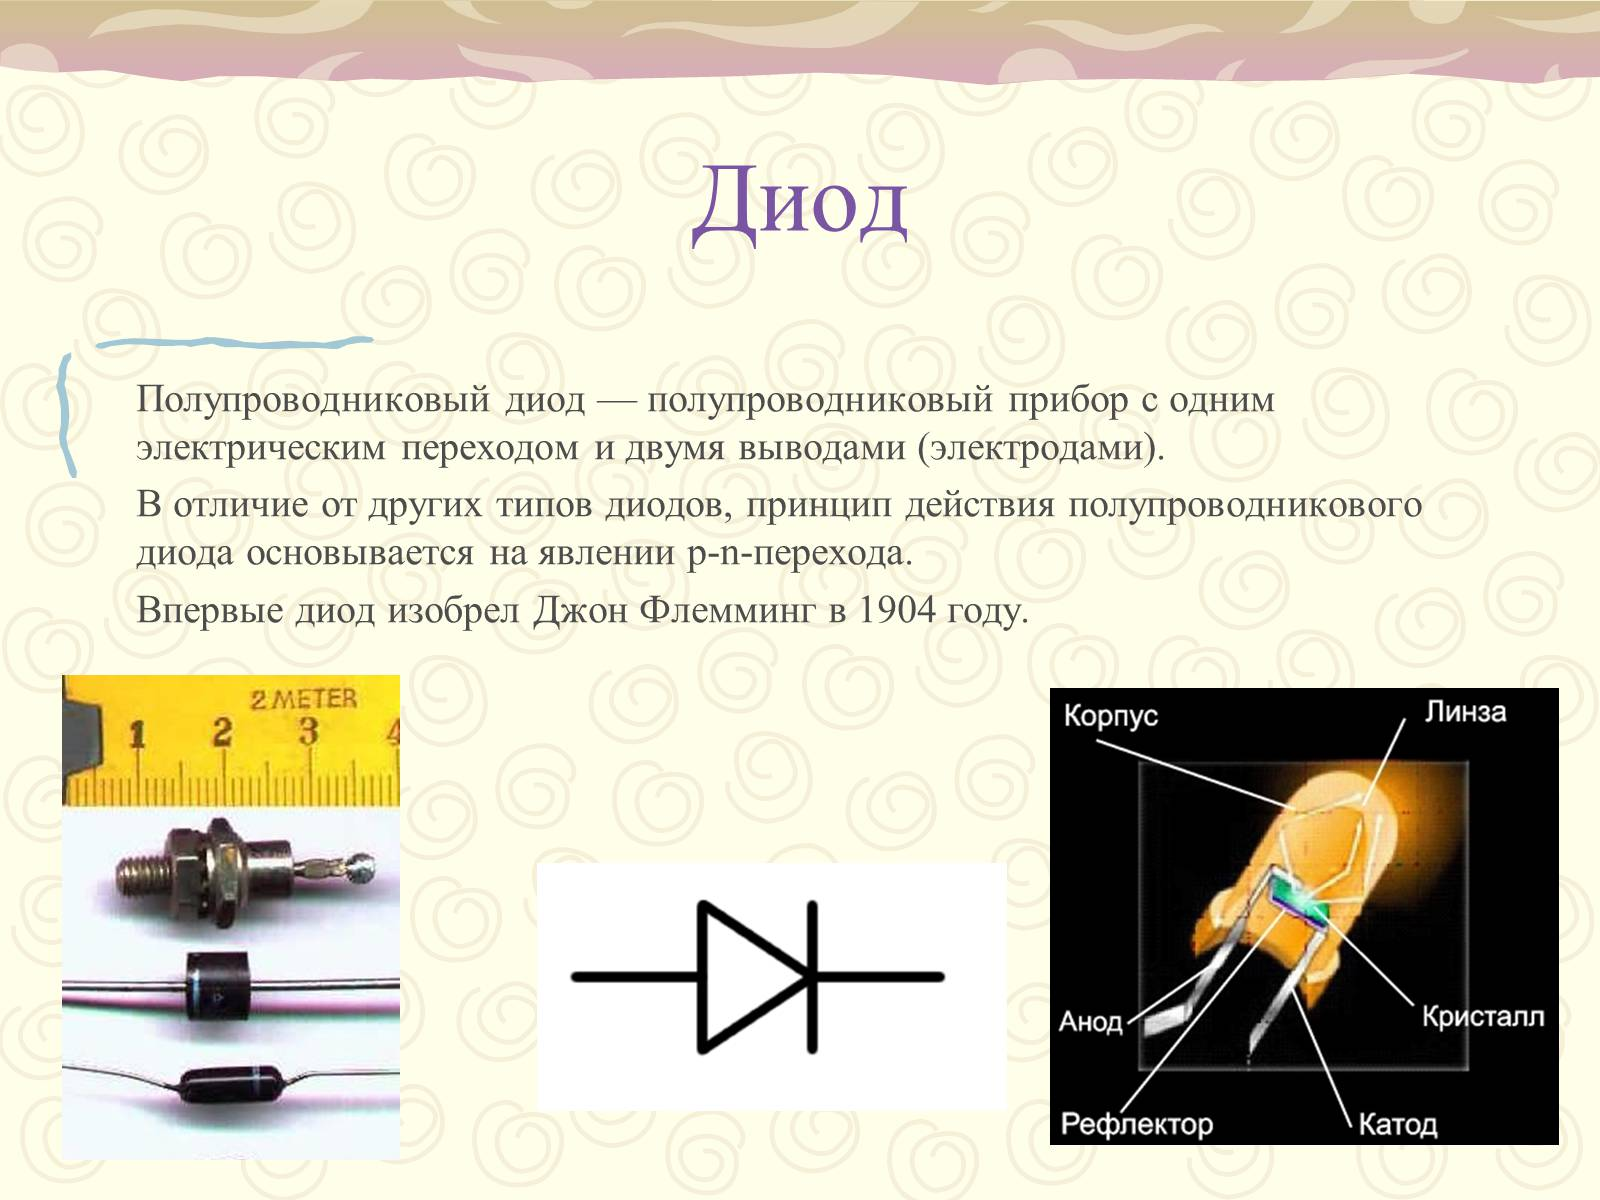 Диод
Полупроводниковый диод — полупроводниковый прибор с одним
электрическим переходом и двумя выводами (электродами).
В отличие от других типов диодов, принцип действия полупроводникового
диода основывается на явлении p-n-перехода.
Впервые диод изобрел Джон Флемминг в 1904 году.
2 METER
1 2 3 4
Корпус
Линза
Анод
Кристалл
Рефлектор
Катод